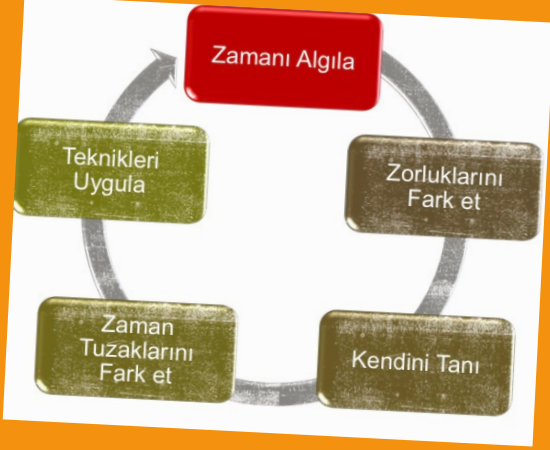 Zamanı Algıla
Zorluklarını
Fark et
Kendini Tanı
Zaman
Tuzaklarını
Fark et
Teknikleri
Uygula